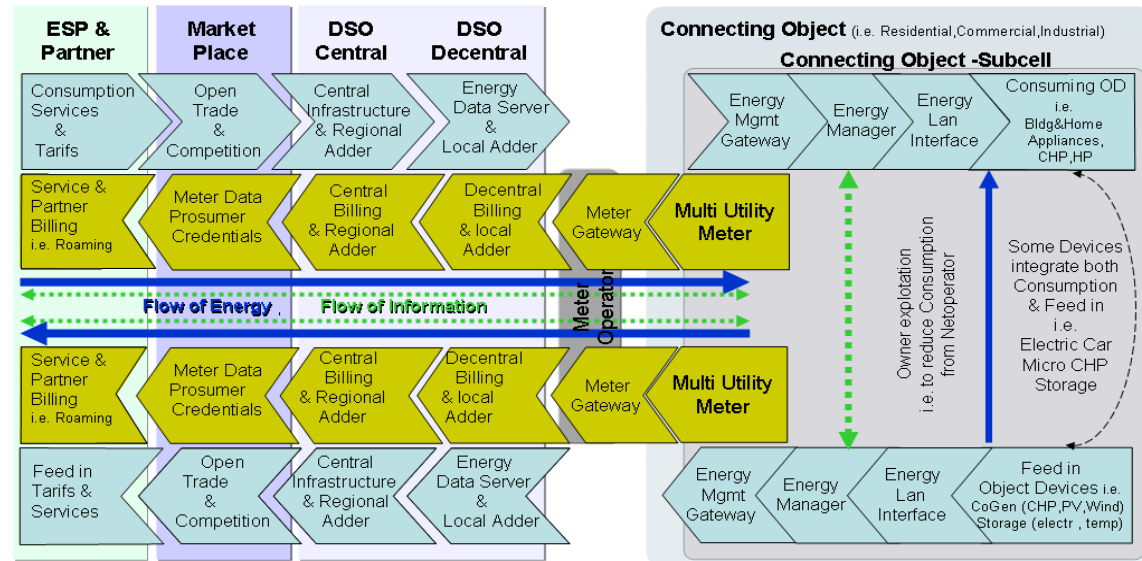 ESP &
Partner
Market
Place
DSO
Central
DSO
Decentral
Connecting Object (i.e. Residential,Commercial,Industrial)
Connecting Object -Subcell
Consumption
Services
&
Tarifs
Open
Trade
&
Competition
Central
Infrastructure
& Regional
Adder
Energy
Data Server
&
Local Adder
Energy
Mgmt
Gateway
Energy
Manager
Energy
Lan
Interface
Consuming OD
i.e.
Bldg&Home
Appliances,
CHP,HP
Service &
Partner
Billing
i.e. Roaming
Meter Data
Prosumer
Credentials
Central
Billing
& Regional
Adder
Decentral
Billing
& local
Adder
Meter
Gateway
Multi Utility
Meter
Flow of Energy .
Flow of Information
Meter
Operator
Owner explotation
i.e. to reduce Consumption
from Netoperator
Some Devices
integrate both
Consumption
& Feed in
i.e.
Electric Car
Micro CHP
Storage
Service &
Partner
Billing
i.e. Roaming
Meter Data
Prosumer
Credentials
Central
Billing
& Regional
Adder
Decentral
Billing
& local
Adder
Meter
Gateway
Multi Utility
Meter
Feed in
Tarifs &
Services
Open
Trade
&
Competition
Central
Infrastructure
& Regional
Adder
Energy
Data Server
&
Local Adder
Energy
Mgmt
Gateway
Energy
Manager
Energy
Lan
Interface
Feed in
Object Devices i.e.
CoGen (CHP,PV,Wind)
Storage (electr , temp)